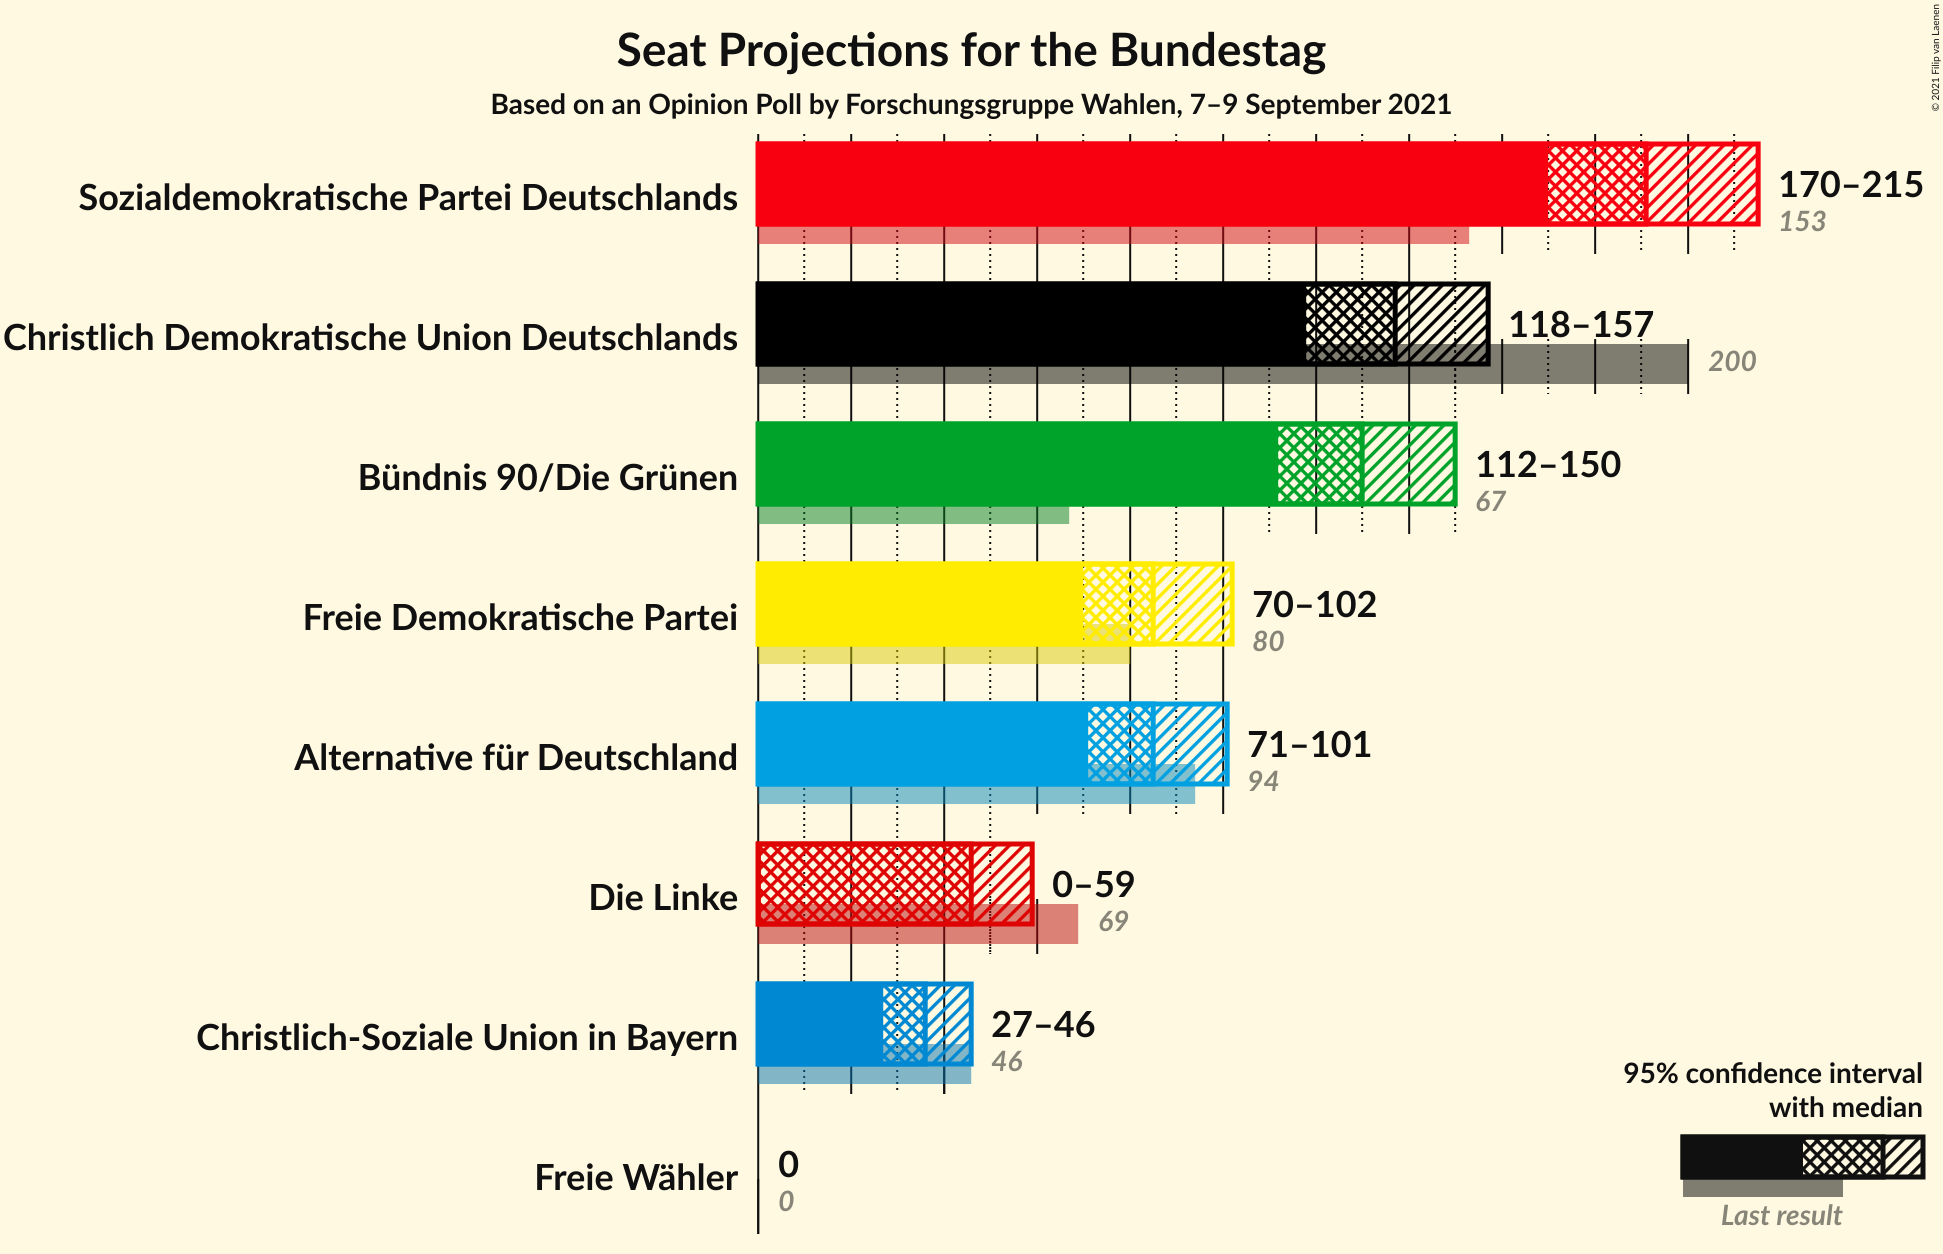 Seat Projections for the Bundestag
Based on an Opinion Poll by Forschungsgruppe Wahlen, 7–9 September 2021
© 2021 Filip van Laenen
Sozialdemokratische Partei Deutschlands
170–215
153
Christlich Demokratische Union Deutschlands
118–157
200
Bündnis 90/Die Grünen
112–150
67
Freie Demokratische Partei
70–102
80
Alternative für Deutschland
71–101
94
Die Linke
0–59
69
Christlich-Soziale Union in Bayern
27–46
46
Freie Wähler
0
0
95% confidence interval
with median
Last result